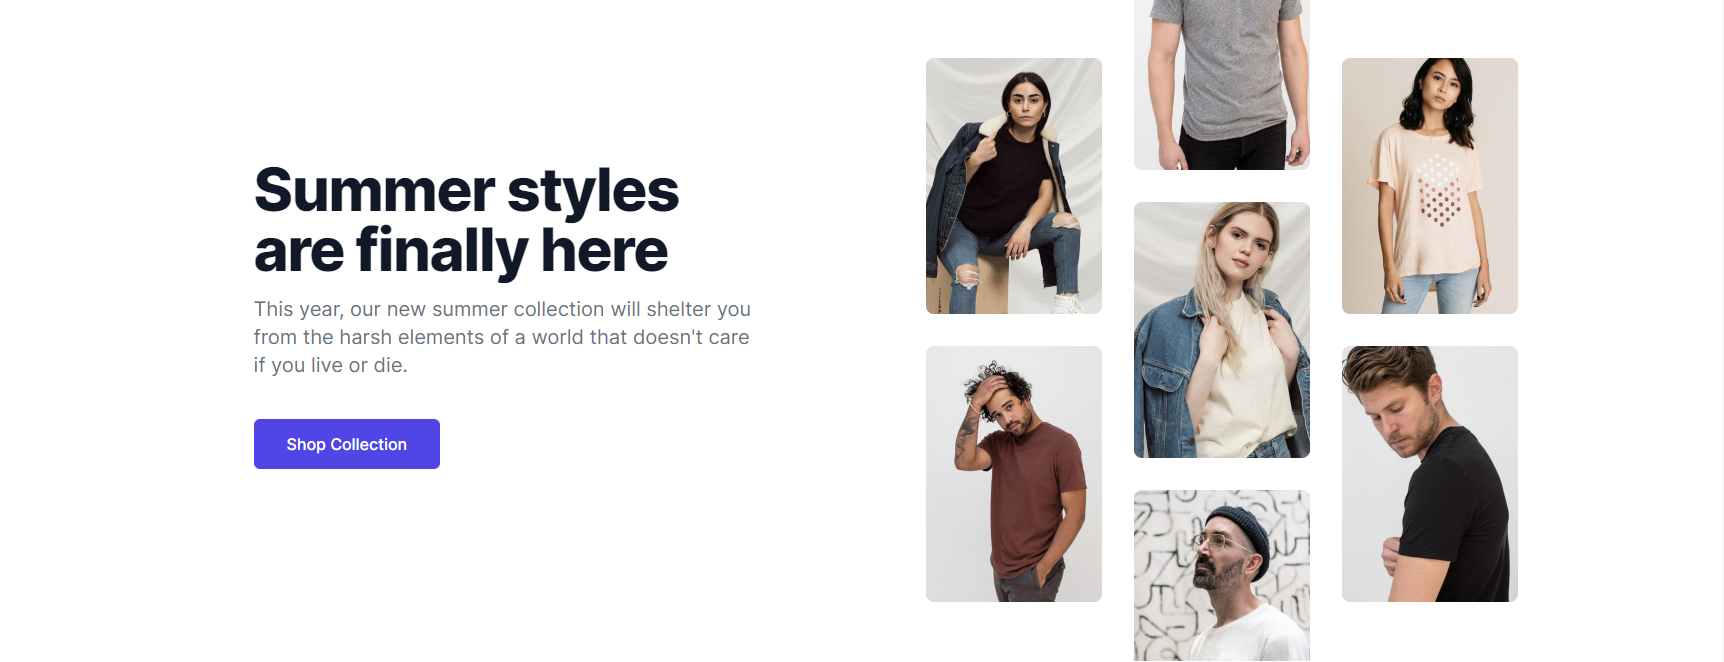 Summer styles
are finally here
This year, our new summer collection will shelter you
from the harsh elements of a world that doesn't care
if you live or die.
Shop Collection